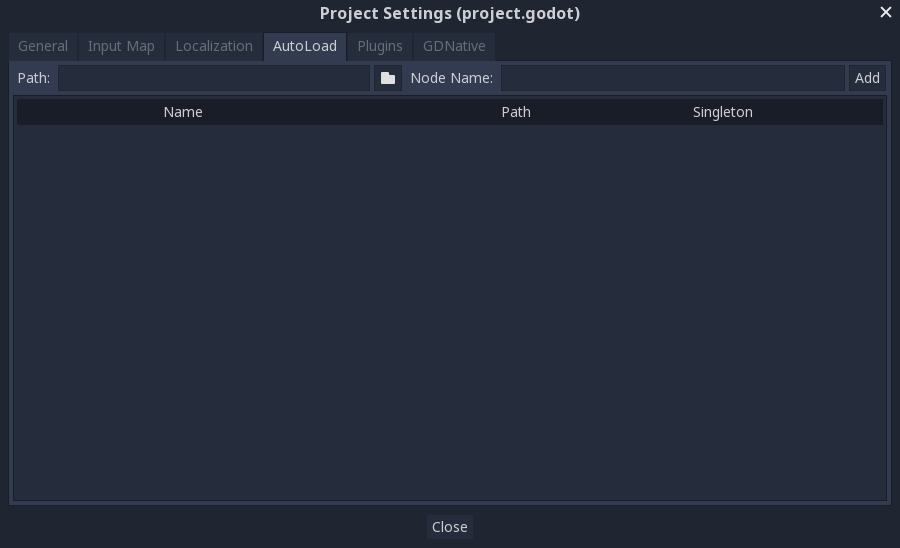 Project Settings (project.godot)
General Input Map Localization AutoLoad Plugins GDNative
Path: Node Name: Add
Name Path Singleton
Close